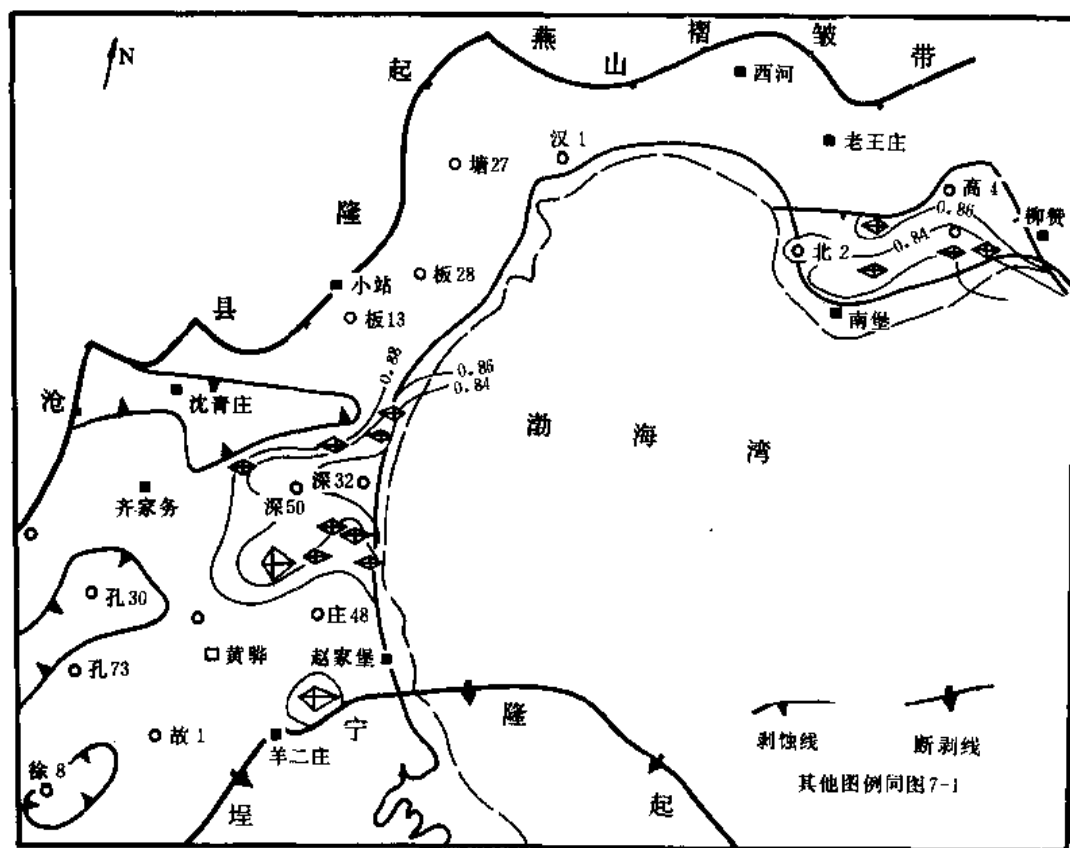 N
燕山褶皱带
起
西河
汉 1
老王庄
塘27
高 4
隆
0.86
柳赞
0.84
北 2
板28
小站
县
板13
南堡
0.88
0.86
0.84
沧
沈青庄
渤海湾
深32
齐家务
深50
孔30
庄48
黄骅
赵家堡
孔73
宁
隆
剥蚀线
断剥线
故 1
羊二庄
徐 8
其他图例同图7-1
埕
起